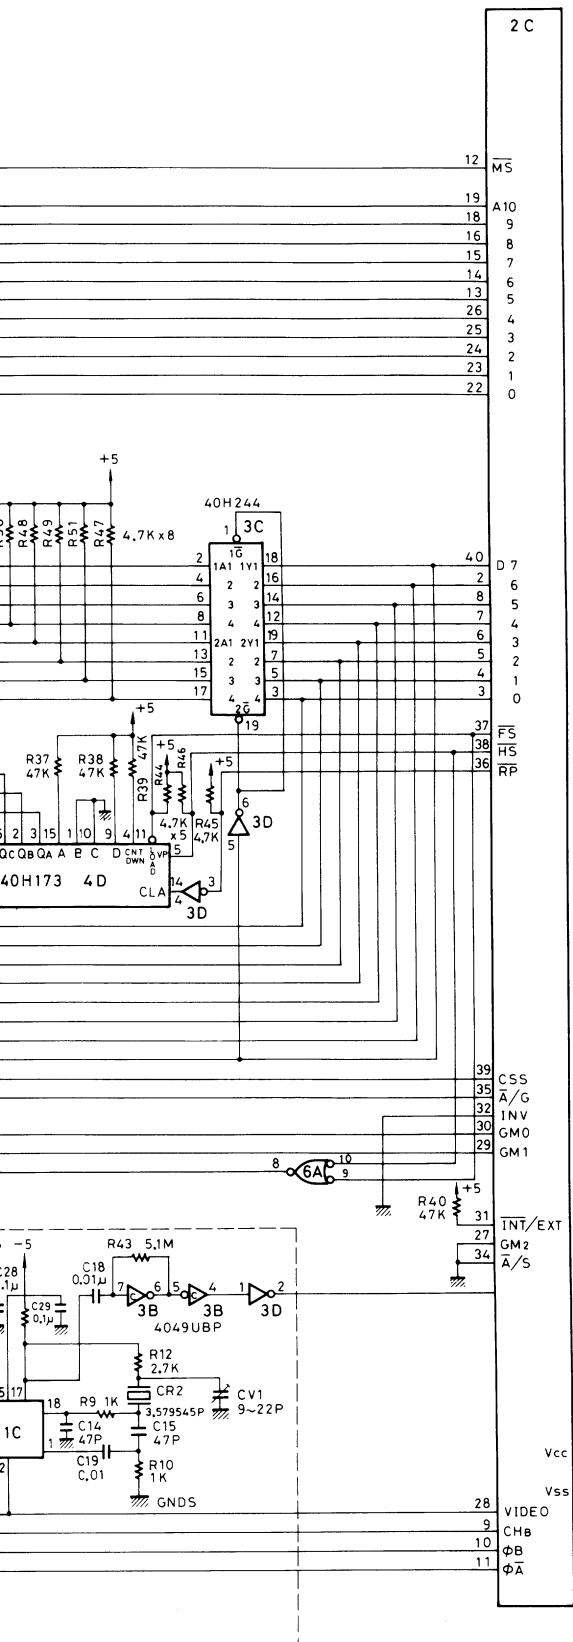 2C
12 M̅S̅
19 A10
18 9
16 8
15 7
14 6
13 5
26 4
25 3
24 2
23 1
22 0
+5
R48
R49
R51
R47
4.7K x 8
40H244
1 3C
1G̅
2 1A1 1Y1 18 40 D7
4 2 2 16 2 6
6 3 3 14 8 5
8 4 4 12 7 4
11 2A1 2Y1 19 6 3
13 2 2 7 5 2
15 3 3 5 4 1
17 4 4 3 3 0
2G̅
19
+5
37 F̅S̅
38 H̅S̅
36 R̅P̅
R37 47K
R38 47K
R39 47K
+5
R44
R46
+5
4.7K x 5
R45 4.7K
6
3D
5
2 3 15 1 10 9 4 11
QC QB QA A B C D CNT DWN LOAD VP 5
40H173 4D
CLA 14
4 3
3D
39 CSS
35 A̅/G
32 INV
30 GM0
29 GM1
8 6A 10
9
+5
R40 47K
31 I̅N̅T̅/EXT
27 GM2
34 A̅/S
-5
C28
C29 0.1µ
C18 0.01µ
R43 5.1M
7 C 6 5 C 4 1 2
3B 3B 3D
4049UBP
R12 2.7K
CR2
3.579545P
CV1
9~22P
17
18 R9 1K
1C
C14 47P
C15 47P
1
C19 C.01
R10 1K
GNDS
2
Vcc
Vss
28 VIDEO
9 CHB
10 ΦB
11 ΦA̅